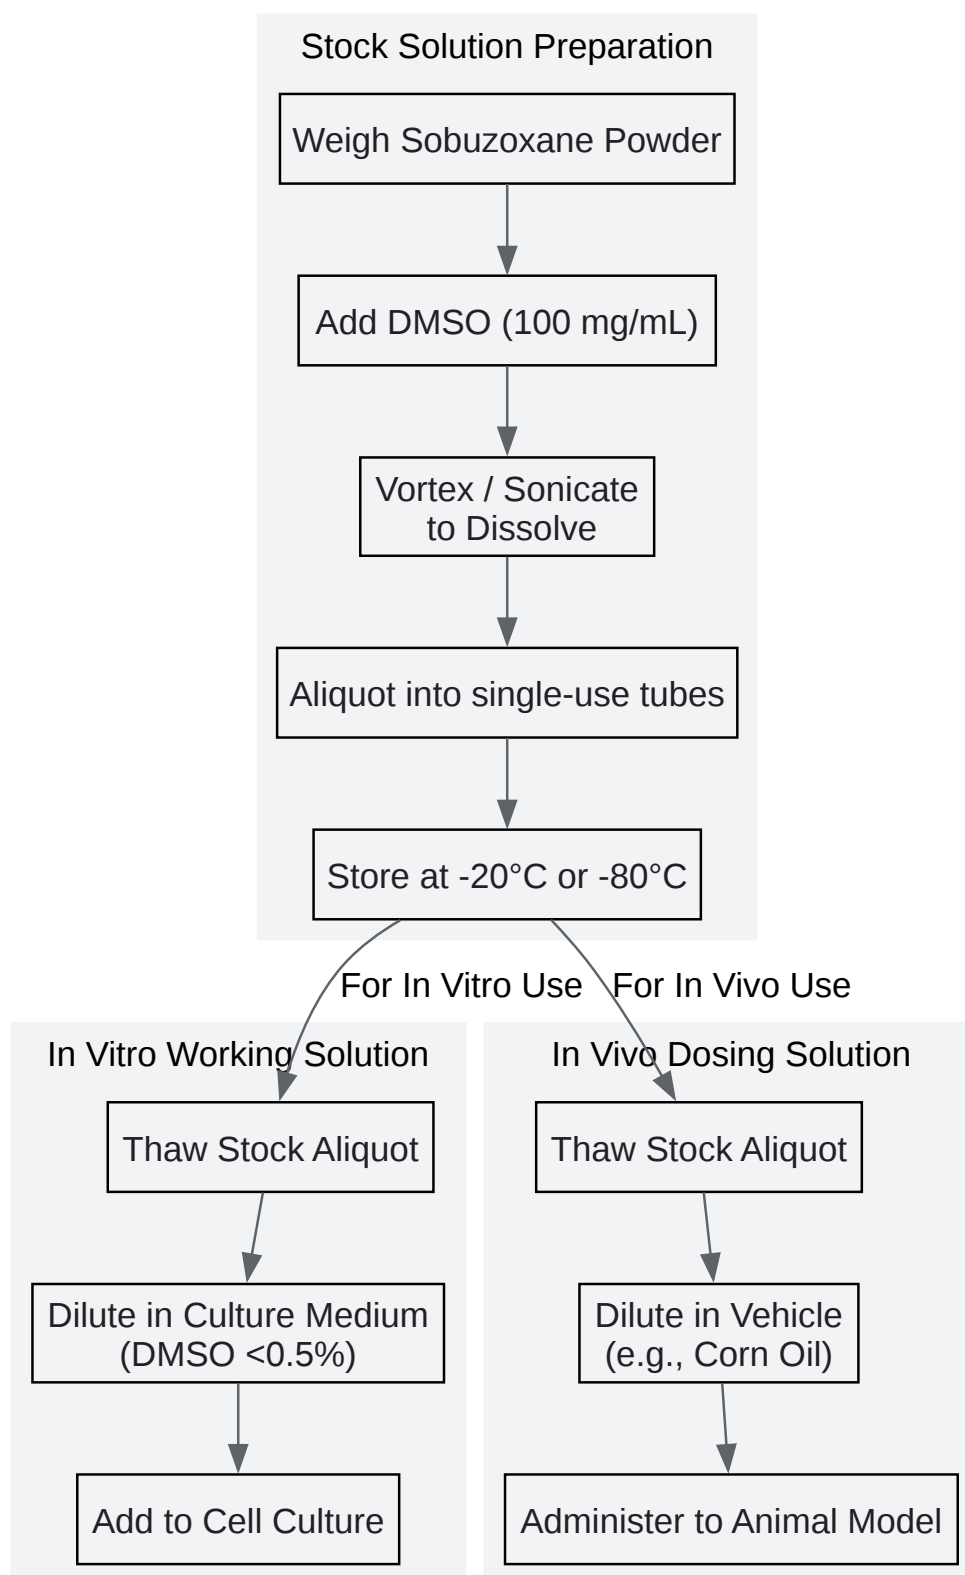 Stock Solution Preparation
Weigh Sobuzoxane Powder
Add DMSO (100 mg/mL)
Vortex / Sonicate
to Dissolve
Aliquot into single-use tubes
Store at -20°C or -80°C
For In Vitro Use
For In Vivo Use
In Vitro Working Solution
Thaw Stock Aliquot
Dilute in Culture Medium
(DMSO <0.5%)
Add to Cell Culture
In Vivo Dosing Solution
Thaw Stock Aliquot
Dilute in Vehicle
(e.g., Corn Oil)
Administer to Animal Model